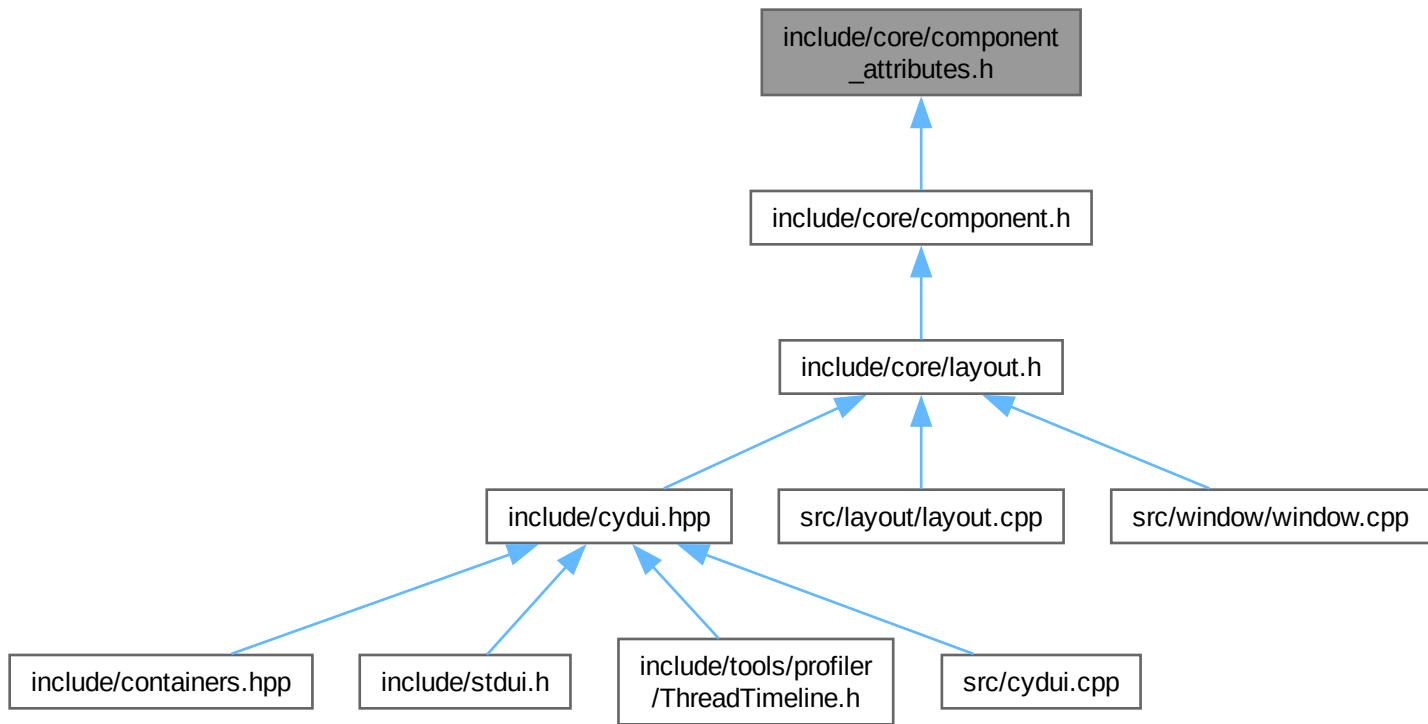 include/core/component
_attributes.h
include/core/component.h
include/core/layout.h
include/cydui.hpp
src/layout/layout.cpp
src/window/window.cpp
include/containers.hpp
include/stdui.h
include/tools/profiler
/ThreadTimeline.h
src/cydui.cpp